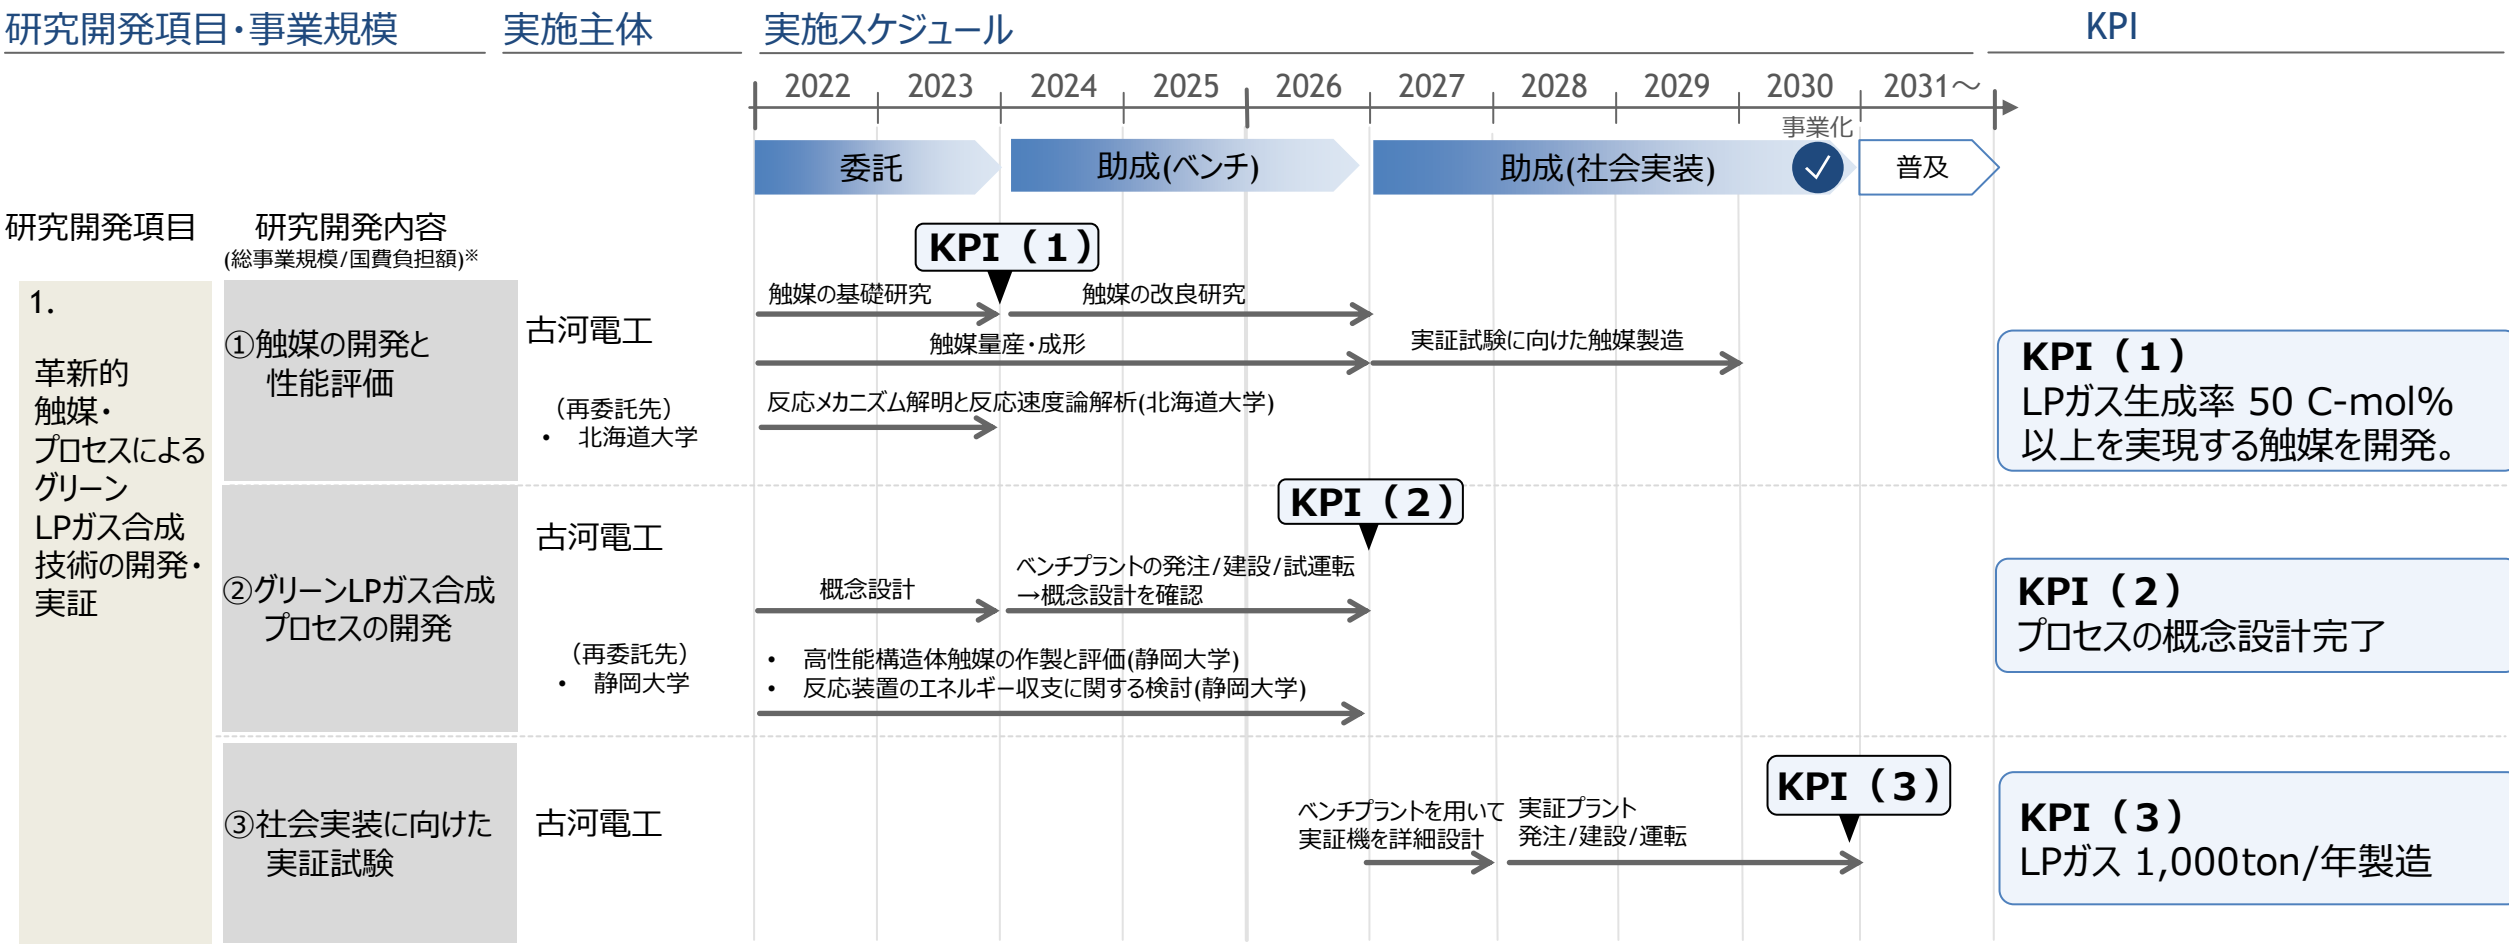 研究開発項目・事業規模
実施主体
実施スケジュール
KPI
2022
2023
2024
2025
2026
2027
2028
2029
2030
2031～
事業化
委託
助成(ベンチ)
助成(社会実装)
普及
研究開発項目
研究開発内容
(総事業規模/国費負担額)※
1.
革新的
触媒・
プロセスによる
グリーン
LPガス合成
技術の開発・
実証
①触媒の開発と
性能評価
古河電工
（再委託先）
• 北海道大学
KPI（1）
触媒の基礎研究
触媒の改良研究
触媒量産・成形
実証試験に向けた触媒製造
反応メカニズム解明と反応速度論解析(北海道大学)
KPI（1）
LPガス生成率 50 C-mol%
以上を実現する触媒を開発。
②グリーンLPガス合成
プロセスの開発
古河電工
（再委託先）
• 静岡大学
KPI（2）
概念設計
ベンチプラントの発注/建設/試運転
→概念設計を確認
• 高性能構造体触媒の作製と評価(静岡大学)
• 反応装置のエネルギー収支に関する検討(静岡大学)
KPI（2）
プロセスの概念設計完了
③社会実装に向けた
実証試験
古河電工
KPI（3）
ベンチプラントを用いて
実証機を詳細設計
実証プラント
発注/建設/運転
KPI（3）
LPガス 1,000ton/年製造